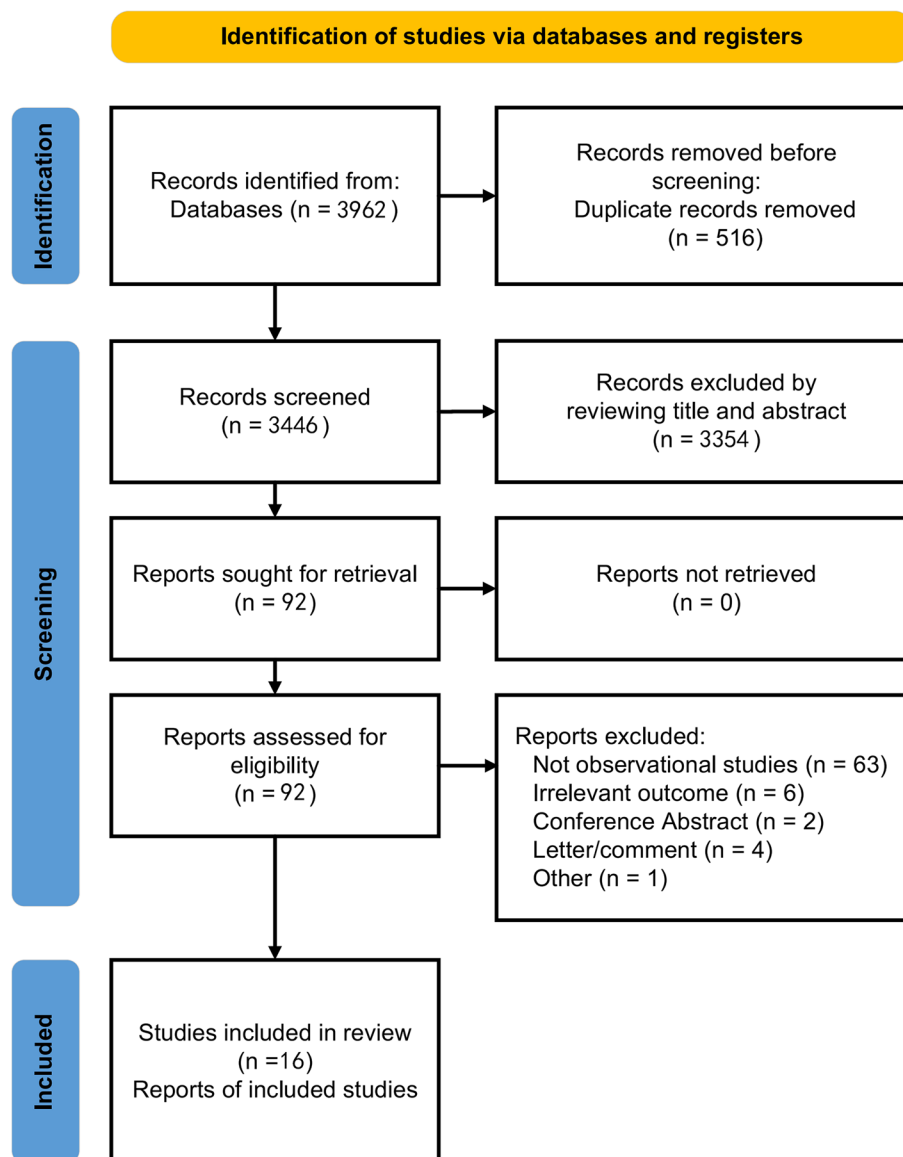 Identification of studies via databases and registers
Identification
Records identified from:
Databases (n = 3962)
Records removed before
screening:
Duplicate records removed
(n = 516)
Screening
Records screened
(n = 3446)
Records excluded by
reviewing title and abstract
(n = 3354)
Reports sought for retrieval
(n = 92)
Reports not retrieved
(n = 0)
Reports assessed for
eligibility
(n = 92)
Reports excluded:
Not observational studies (n = 63)
Irrelevant outcome (n = 6)
Conference Abstract (n = 2)
Letter/comment (n = 4)
Other (n = 1)
Included
Studies included in review
(n =16)
Reports of included studies